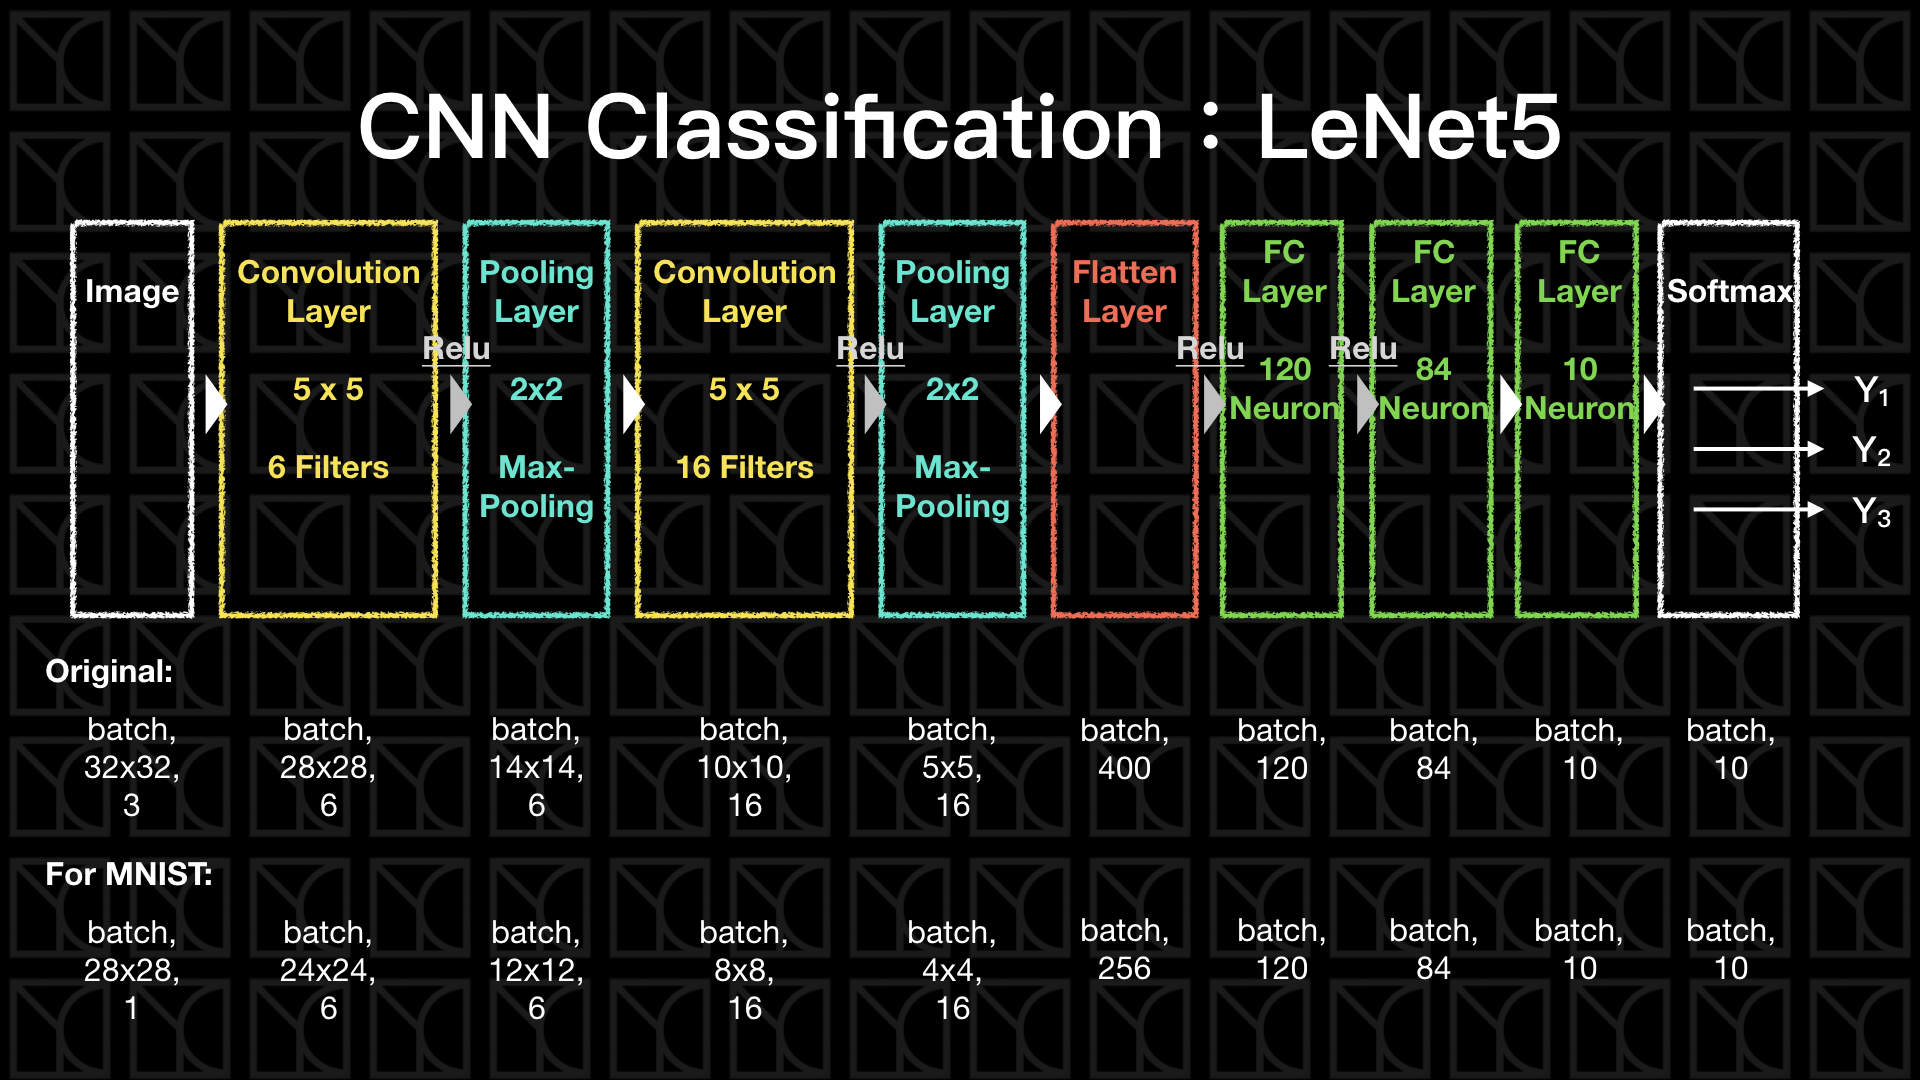 CNN Classification：LeNet5
Image
Convolution
Layer
5 x 5
6 Filters
Relu
Pooling
Layer
2x2
Max-
Pooling
Convolution
Layer
5 x 5
16 Filters
Relu
Pooling
Layer
2x2
Max-
Pooling
Flatten
Layer
Relu
FC
Layer
120
Neuron
Relu
FC
Layer
84
Neuron
FC
Layer
10
Neuron
Softmax
Y1
Y2
Y3
Original:
batch,
32x32,
3
batch,
28x28,
6
batch,
14x14,
6
batch,
10x10,
16
batch,
5x5,
16
batch,
400
batch,
120
batch,
84
batch,
10
batch,
10
For MNIST:
batch,
28x28,
1
batch,
24x24,
6
batch,
12x12,
6
batch,
8x8,
16
batch,
4x4,
16
batch,
256
batch,
120
batch,
84
batch,
10
batch,
10